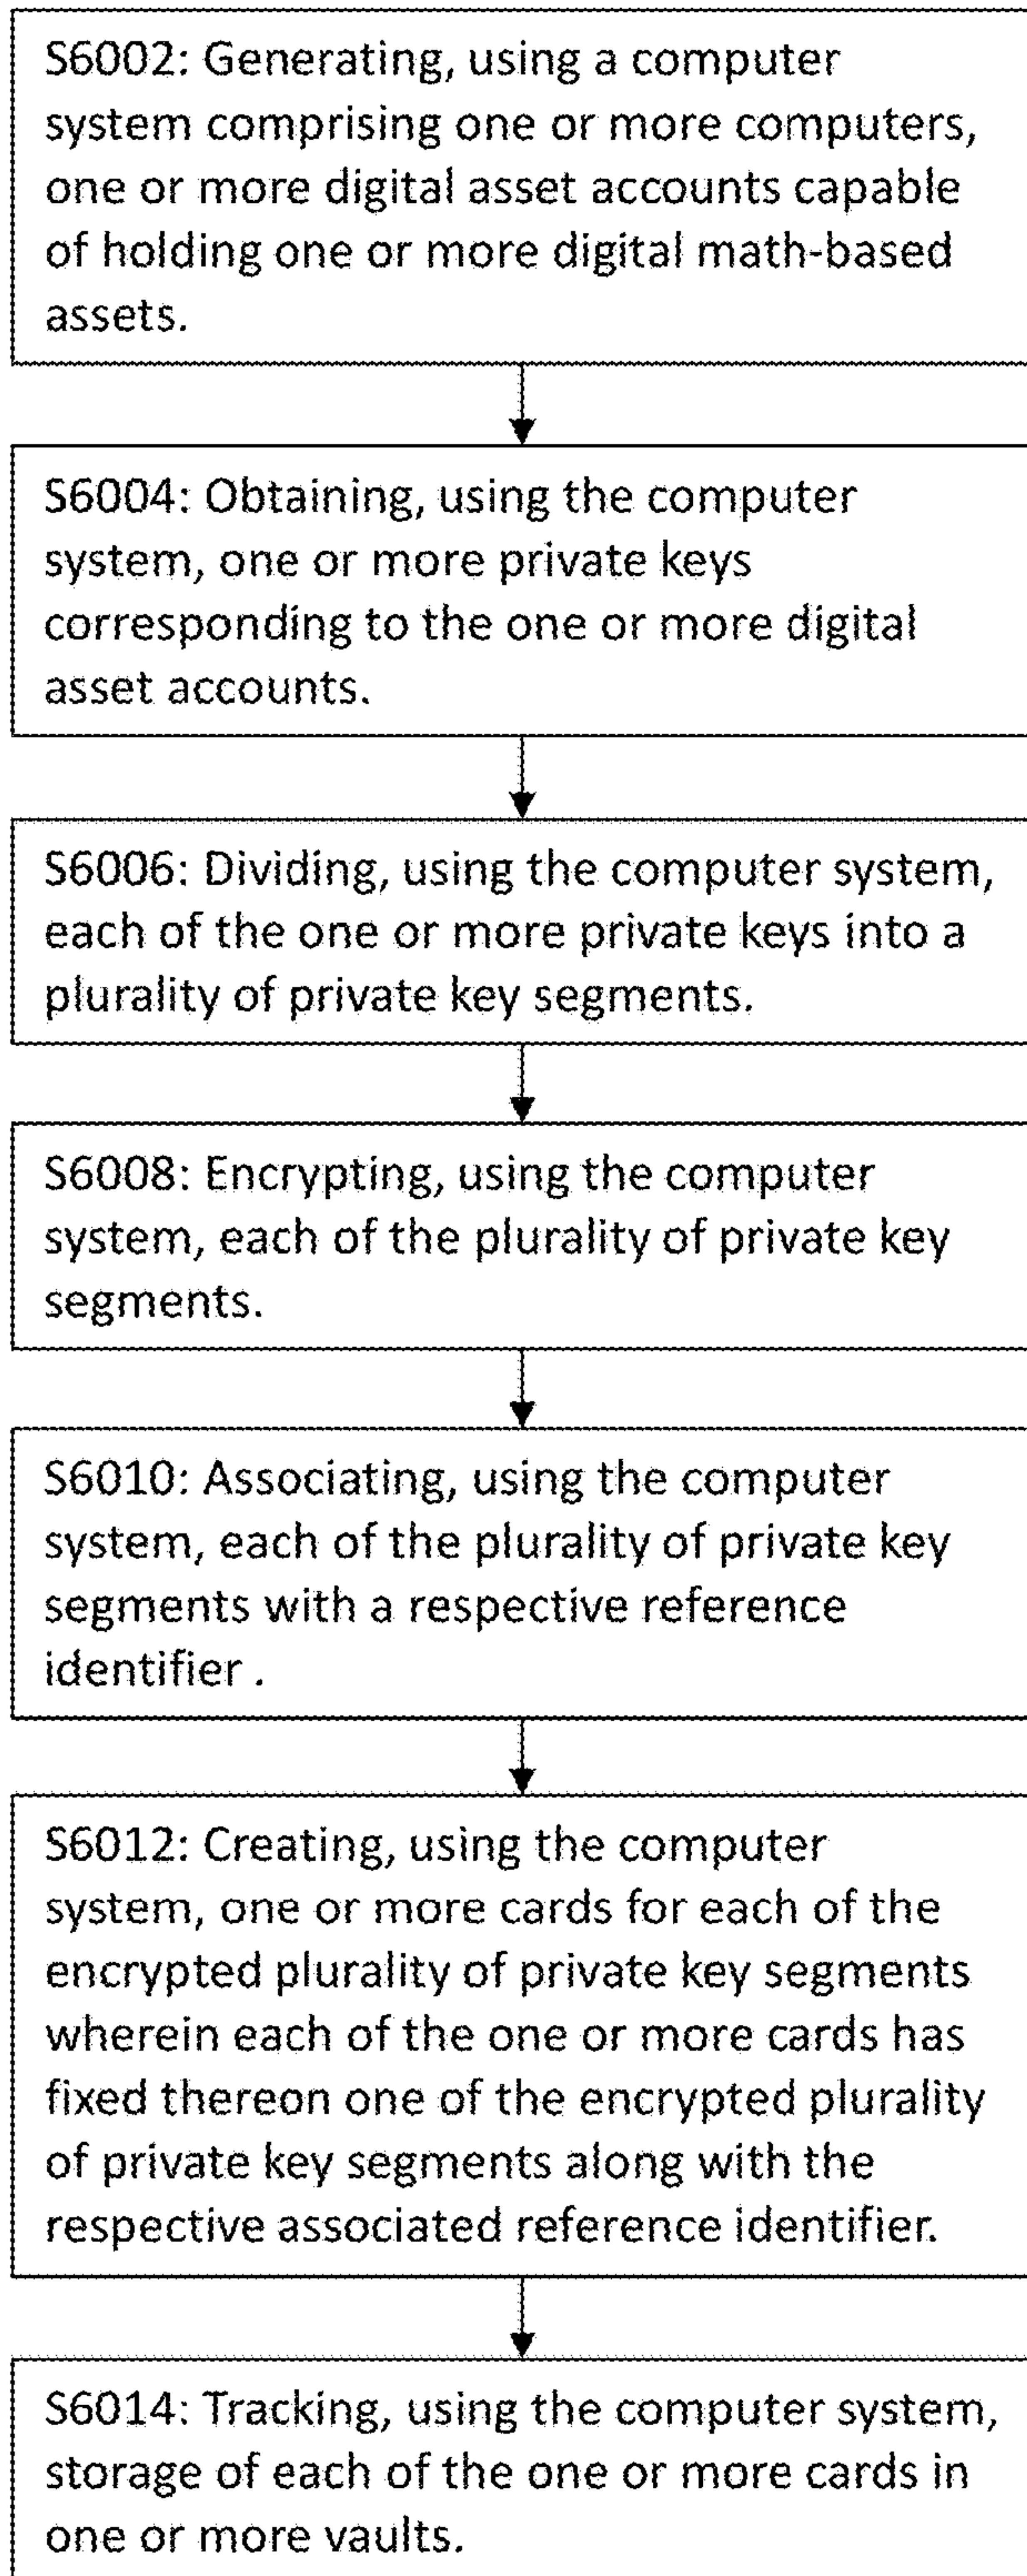 S6002: Generating, using a computer
system comprising one or more computers,
one or more digital asset accounts capable
of holding one or more digital math-based
assets.
S6004: Obtaining, using the computer
system, one or more private keys
corresponding to the one or more digital
asset accounts.
S6006: Dividing, using the computer system,
each of the one or more private keys into a
plurality of private key segments.
S6008: Encrypting, using the computer
system, each of the plurality of private key
segments.
S6010: Associating, using the computer
system, each of the plurality of private key
segments with a respective reference
identifier .
S6012: Creating, using the computer
system, one or more cards for each of the
encrypted plurality of private key segments
wherein each of the one or more cards has
fixed thereon one of the encrypted plurality
of private key segments along with the
respective associated reference identifier.
S6014: Tracking, using the computer system,
storage of each of the one or more cards in
one or more vaults.